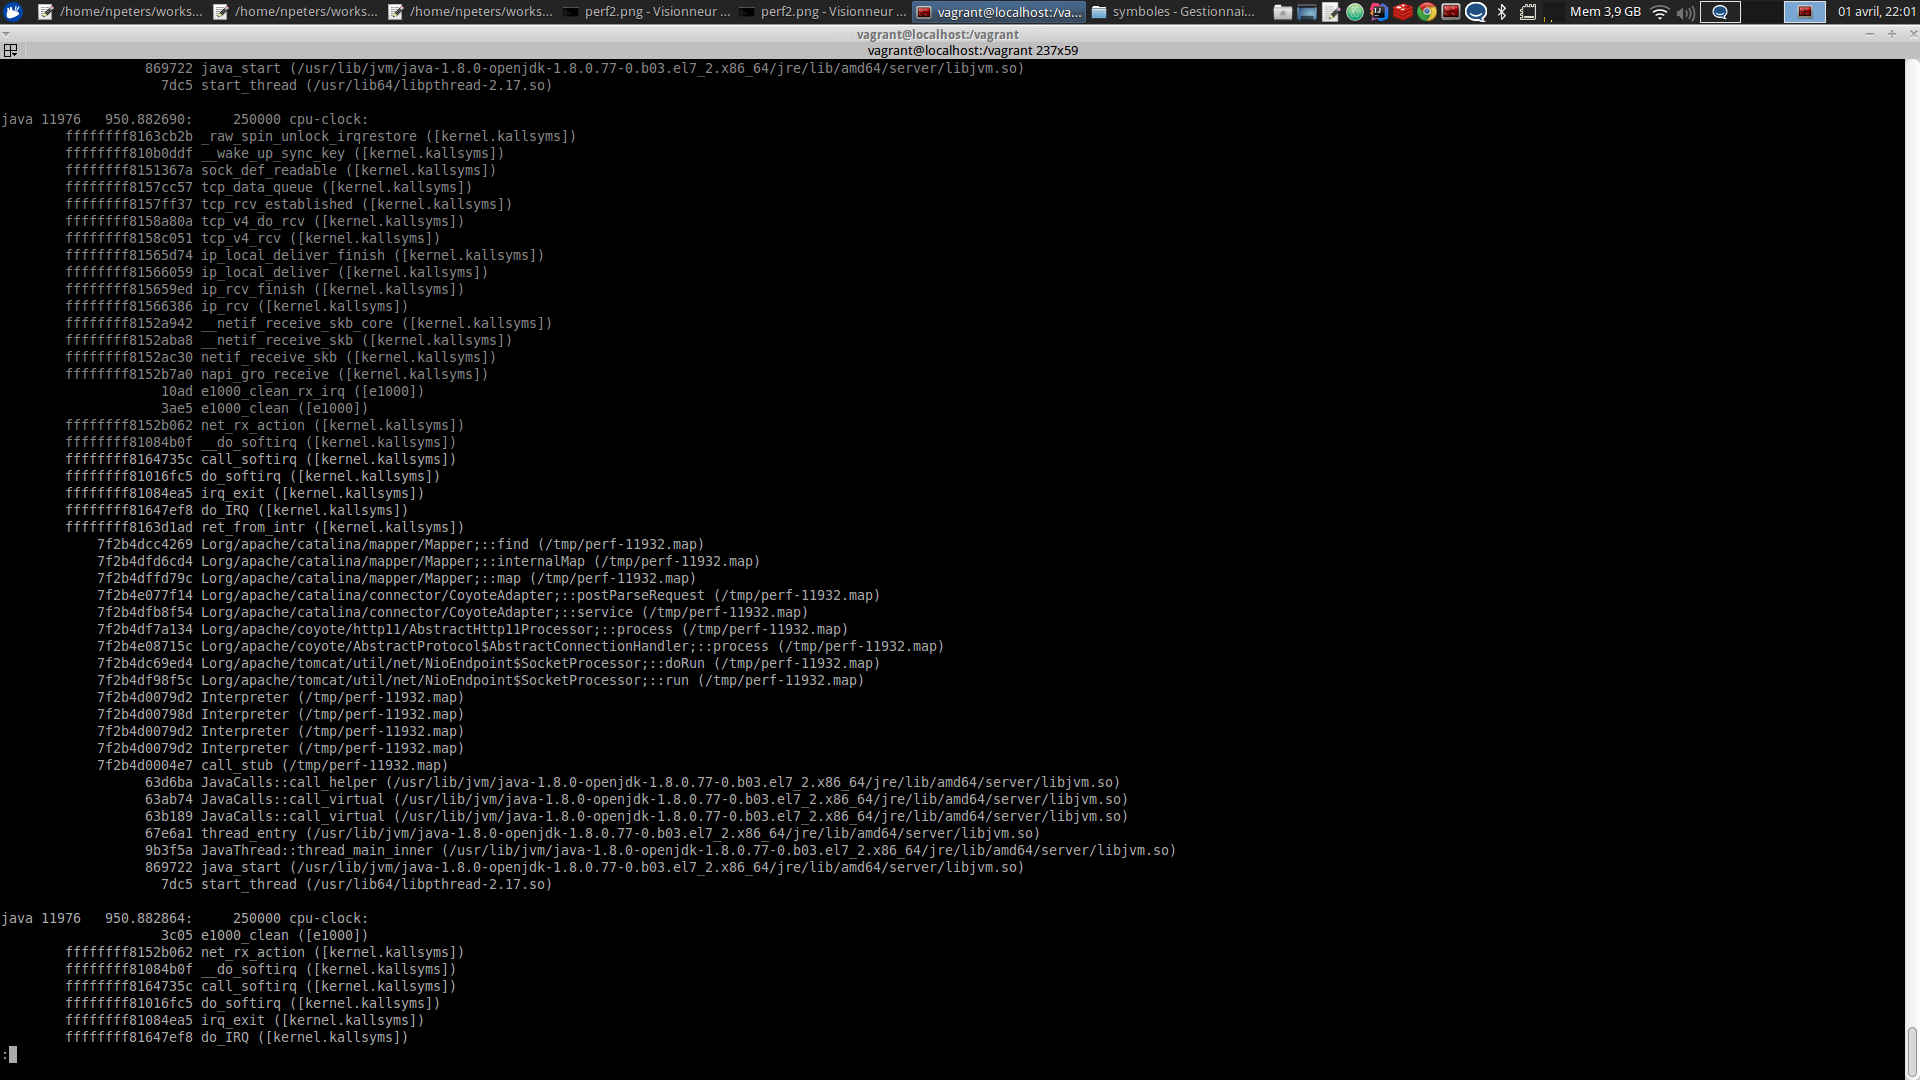 /home/npeters/works...
/home/npeters/works...
/home/npeters/works...
perf2.png - Visionneur ...
perf2.png - Visionneur ...
vagrant@localhost:/va...
symboles - Gestionnai...
Mem 3,9 GB
01 avril, 22:01
vagrant@localhost:/vagrant
vagrant@localhost:/vagrant 237x59
869722 java_start (/usr/lib/jvm/java-1.8.0-openjdk-1.8.0.77-0.b03.el7_2.x86_64/jre/lib/amd64/server/libjvm.so)
7dc5 start_thread (/usr/lib64/libpthread-2.17.so)
java 11976 950.882690: 250000 cpu-clock:
ffffffff8163cb2b _raw_spin_unlock_irqrestore ([kernel.kallsyms])
ffffffff810b0ddf __wake_up_sync_key ([kernel.kallsyms])
ffffffff8151367a sock_def_readable ([kernel.kallsyms])
ffffffff8157cc57 tcp_data_queue ([kernel.kallsyms])
ffffffff8157ff37 tcp_rcv_established ([kernel.kallsyms])
ffffffff8158a80a tcp_v4_do_rcv ([kernel.kallsyms])
ffffffff8158c051 tcp_v4_rcv ([kernel.kallsyms])
ffffffff81565d74 ip_local_deliver_finish ([kernel.kallsyms])
ffffffff81566059 ip_local_deliver ([kernel.kallsyms])
ffffffff815659ed ip_rcv_finish ([kernel.kallsyms])
ffffffff81566386 ip_rcv ([kernel.kallsyms])
ffffffff8152a942 __netif_receive_skb_core ([kernel.kallsyms])
ffffffff8152aba8 __netif_receive_skb ([kernel.kallsyms])
ffffffff8152ac30 netif_receive_skb ([kernel.kallsyms])
ffffffff8152b7a0 napi_gro_receive ([kernel.kallsyms])
10ad e1000_clean_rx_irq ([e1000])
3ae5 e1000_clean ([e1000])
ffffffff8152b062 net_rx_action ([kernel.kallsyms])
ffffffff81084b0f __do_softirq ([kernel.kallsyms])
ffffffff8164735c call_softirq ([kernel.kallsyms])
ffffffff81016fc5 do_softirq ([kernel.kallsyms])
ffffffff81084ea5 irq_exit ([kernel.kallsyms])
ffffffff81647ef8 do_IRQ ([kernel.kallsyms])
ffffffff8163d1ad ret_from_intr ([kernel.kallsyms])
7f2b4dcc4269 Lorg/apache/catalina/mapper/Mapper;::find (/tmp/perf-11932.map)
7f2b4dfd6cd4 Lorg/apache/catalina/mapper/Mapper;::internalMap (/tmp/perf-11932.map)
7f2b4dffd79c Lorg/apache/catalina/mapper/Mapper;::map (/tmp/perf-11932.map)
7f2b4e077f14 Lorg/apache/catalina/connector/CoyoteAdapter;::postParseRequest (/tmp/perf-11932.map)
7f2b4dfb8f54 Lorg/apache/catalina/connector/CoyoteAdapter;::service (/tmp/perf-11932.map)
7f2b4df7a134 Lorg/apache/coyote/http11/AbstractHttp11Processor;::process (/tmp/perf-11932.map)
7f2b4e08715c Lorg/apache/coyote/AbstractProtocol$AbstractConnectionHandler;::process (/tmp/perf-11932.map)
7f2b4dc69ed4 Lorg/apache/tomcat/util/net/NioEndpoint$SocketProcessor;::doRun (/tmp/perf-11932.map)
7f2b4df98f5c Lorg/apache/tomcat/util/net/NioEndpoint$SocketProcessor;::run (/tmp/perf-11932.map)
7f2b4d0079d2 Interpreter (/tmp/perf-11932.map)
7f2b4d00798d Interpreter (/tmp/perf-11932.map)
7f2b4d0079d2 Interpreter (/tmp/perf-11932.map)
7f2b4d0079d2 Interpreter (/tmp/perf-11932.map)
7f2b4d0004e7 call_stub (/tmp/perf-11932.map)
63d6ba JavaCalls::call_helper (/usr/lib/jvm/java-1.8.0-openjdk-1.8.0.77-0.b03.el7_2.x86_64/jre/lib/amd64/server/libjvm.so)
63ab74 JavaCalls::call_virtual (/usr/lib/jvm/java-1.8.0-openjdk-1.8.0.77-0.b03.el7_2.x86_64/jre/lib/amd64/server/libjvm.so)
63b189 JavaCalls::call_virtual (/usr/lib/jvm/java-1.8.0-openjdk-1.8.0.77-0.b03.el7_2.x86_64/jre/lib/amd64/server/libjvm.so)
67e6a1 thread_entry (/usr/lib/jvm/java-1.8.0-openjdk-1.8.0.77-0.b03.el7_2.x86_64/jre/lib/amd64/server/libjvm.so)
9b3f5a JavaThread::thread_main_inner (/usr/lib/jvm/java-1.8.0-openjdk-1.8.0.77-0.b03.el7_2.x86_64/jre/lib/amd64/server/libjvm.so)
869722 java_start (/usr/lib/jvm/java-1.8.0-openjdk-1.8.0.77-0.b03.el7_2.x86_64/jre/lib/amd64/server/libjvm.so)
7dc5 start_thread (/usr/lib64/libpthread-2.17.so)
java 11976 950.882864: 250000 cpu-clock:
3c05 e1000_clean ([e1000])
ffffffff8152b062 net_rx_action ([kernel.kallsyms])
ffffffff81084b0f __do_softirq ([kernel.kallsyms])
ffffffff8164735c call_softirq ([kernel.kallsyms])
ffffffff81016fc5 do_softirq ([kernel.kallsyms])
ffffffff81084ea5 irq_exit ([kernel.kallsyms])
ffffffff81647ef8 do_IRQ ([kernel.kallsyms])
: